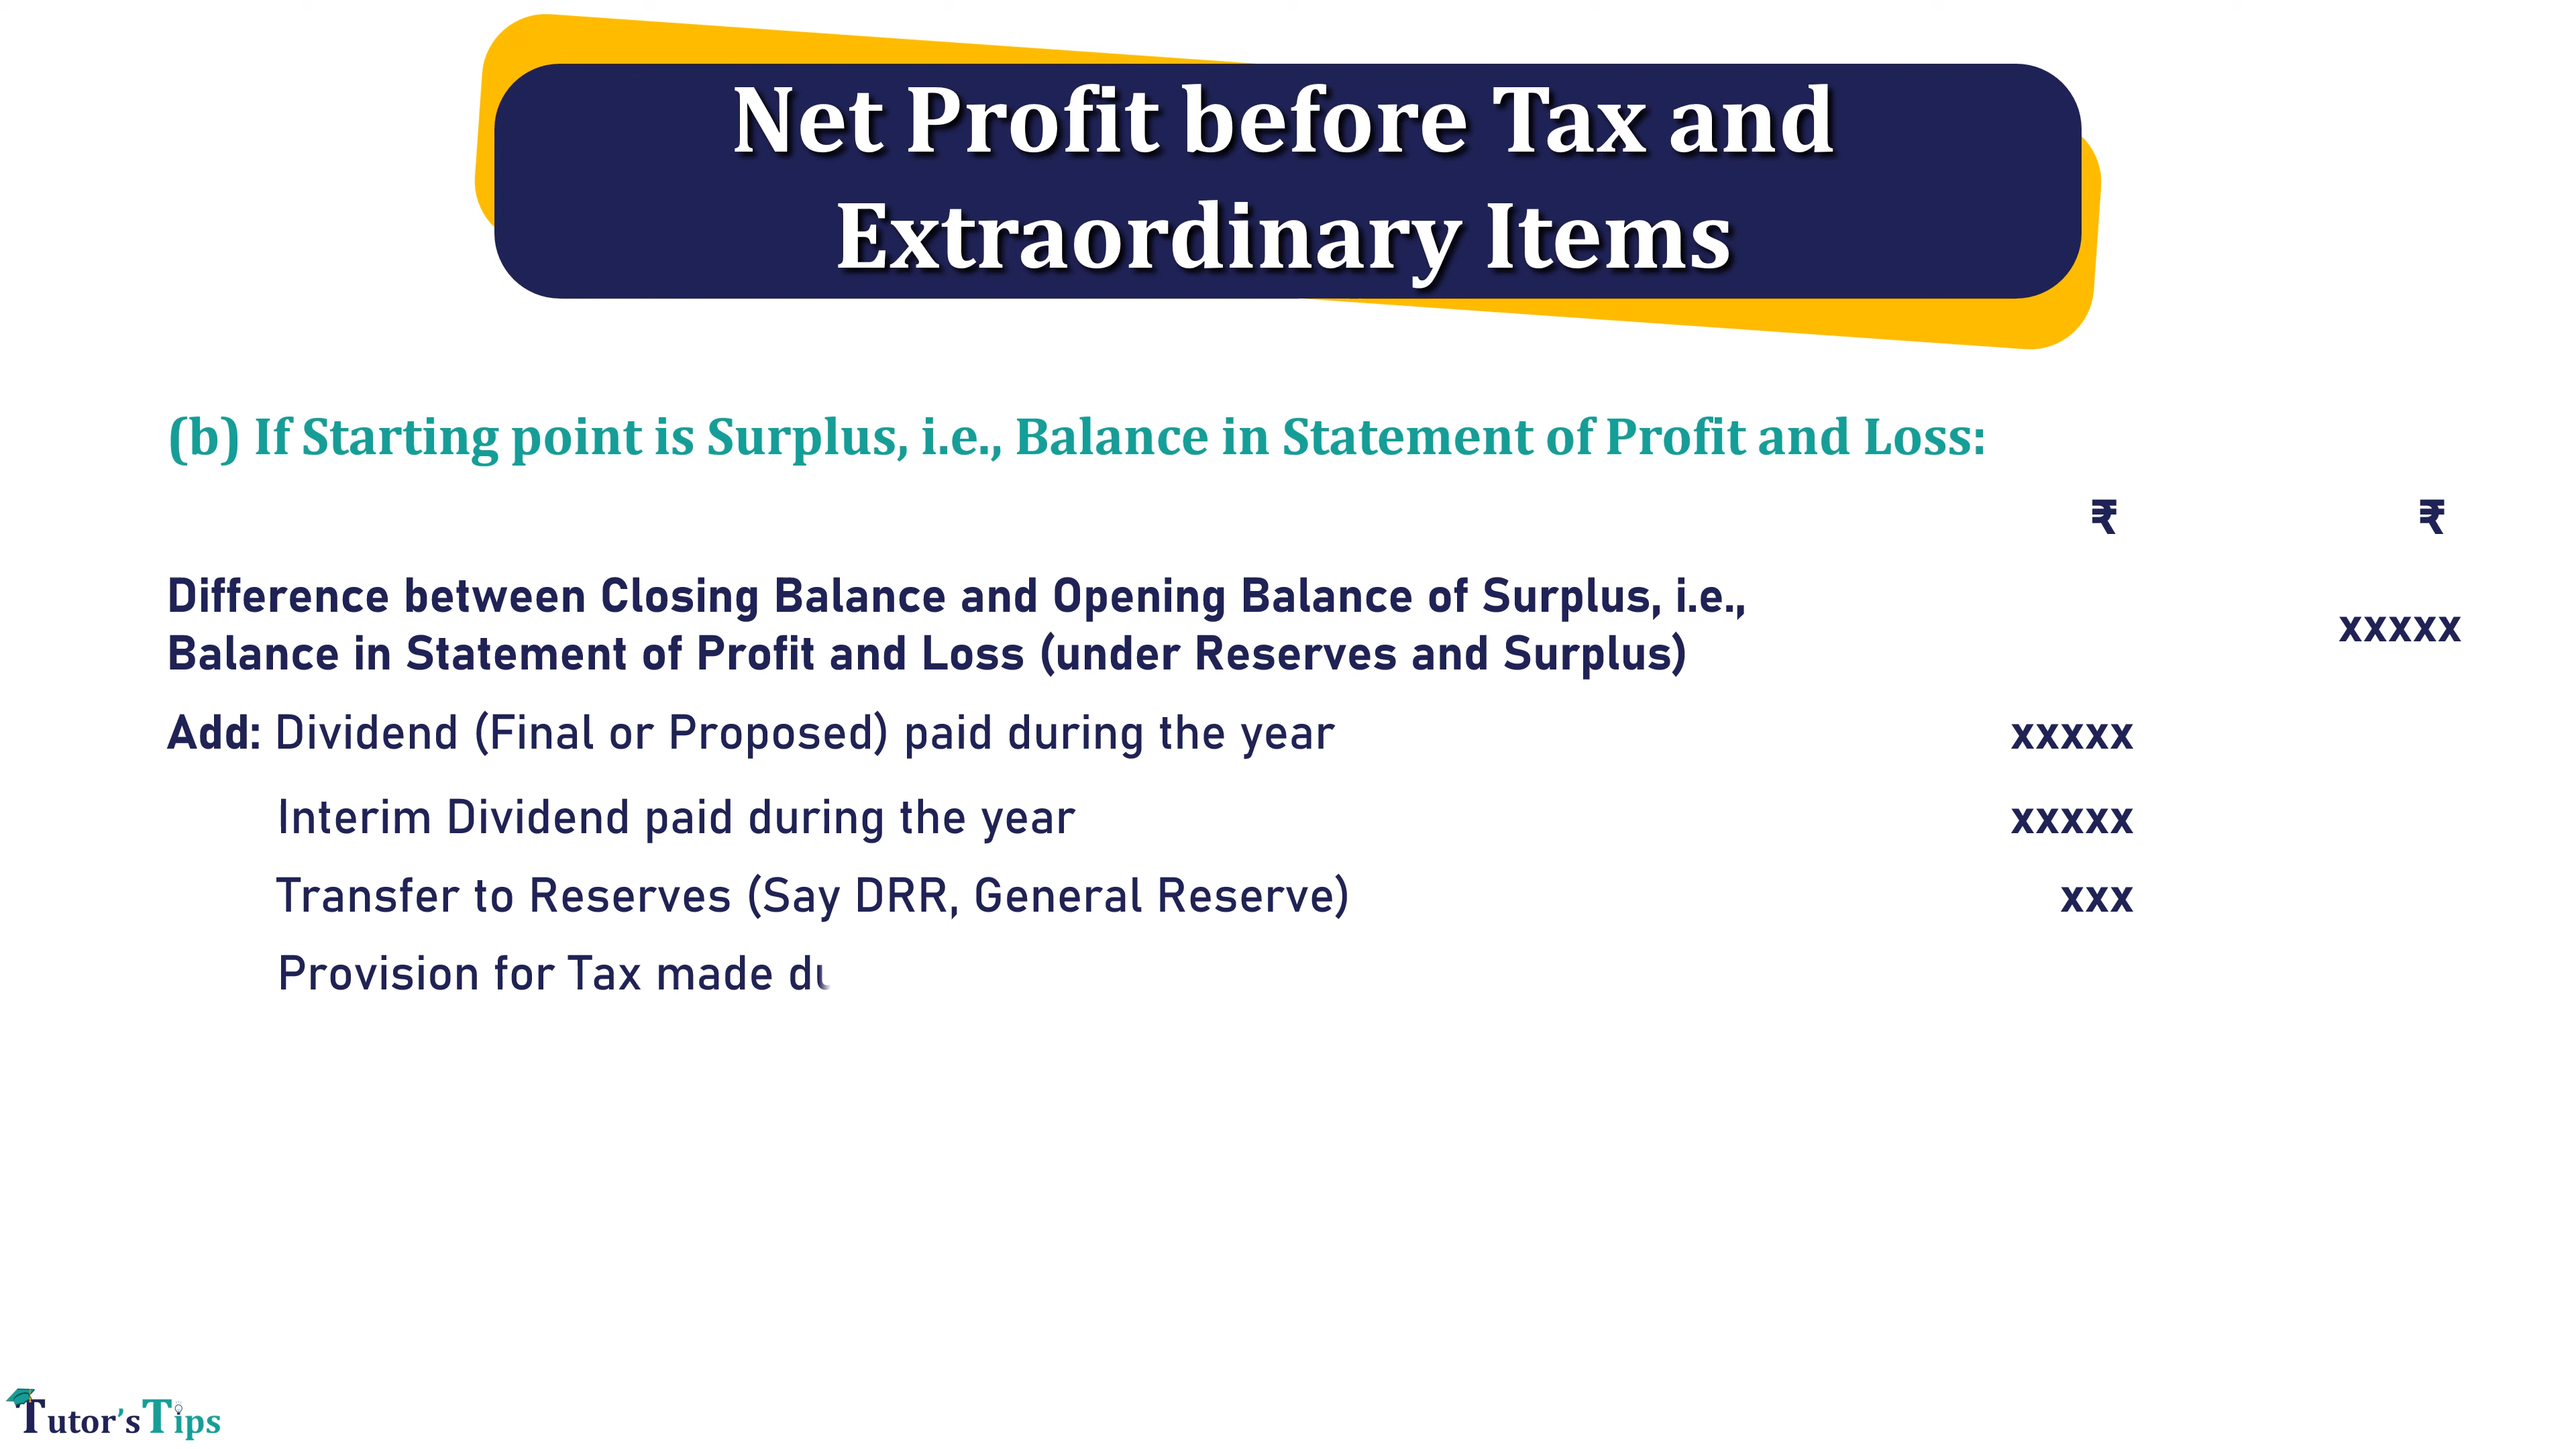 Net Profit before Tax and
Extraordinary Items
(b) If Starting point is Surplus, i.e., Balance in Statement of Profit and Loss:
₹ ₹
Difference between Closing Balance and Opening Balance of Surplus, i.e.,
Balance in Statement of Profit and Loss (under Reserves and Surplus) xxxxx
Add: Dividend (Final or Proposed) paid during the year xxxxx
Interim Dividend paid during the year xxxxx
Transfer to Reserves (Say DRR, General Reserve) xxx
Provision for Tax made
Tutor'sTips